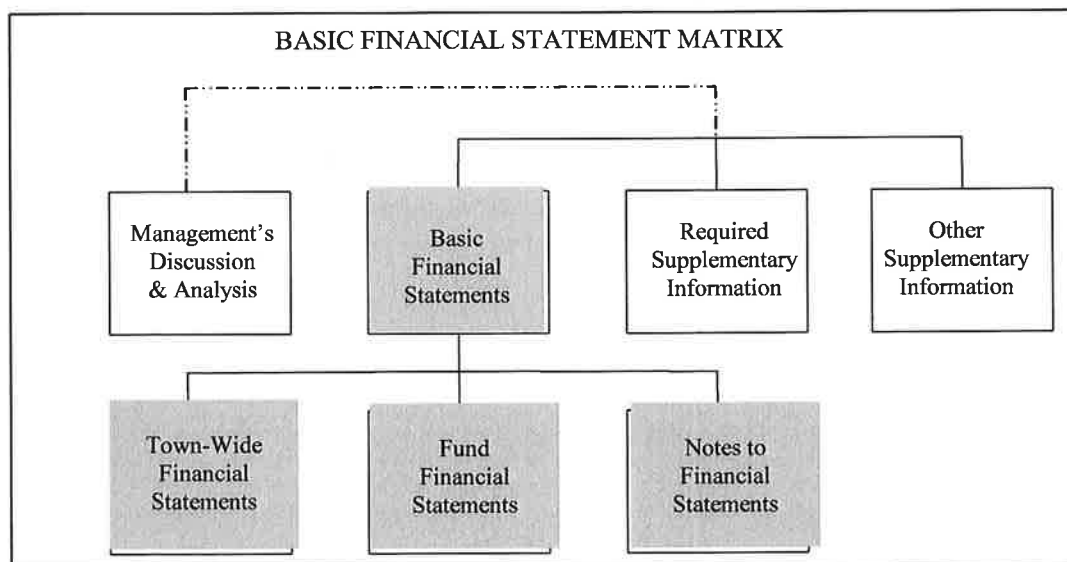 BASIC FINANCIAL STATEMENT MATRIX
Management's
Discussion
& Analysis
Basic
Financial
Statements
Required
Supplementary
Information
Other
Supplementary
Information
Town-Wide
Financial
Statements
Fund
Financial
Statements
Notes to
Financial
Statements